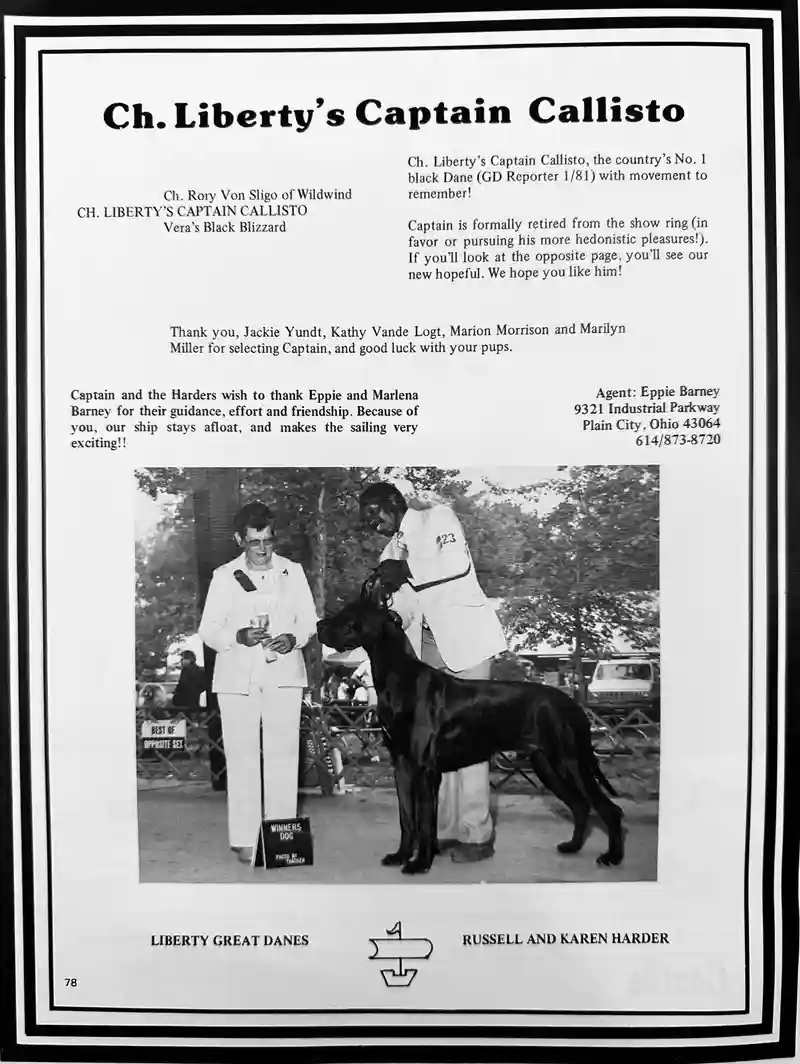 Ch. Liberty's Captain Callisto
Ch. Rory Von Sligo of Wildwind
CH. LIBERTY'S CAPTAIN CALLISTO
Vera's Black Blizzard
Ch. Liberty's Captain Callisto, the country's No. 1
black Dane (GD Reporter 1/81) with movement to
remember!
Captain is formally retired from the show ring (in
favor or pursuing his more hedonistic pleasures!).
If you'll look at the opposite page, you'll see our
new hopeful. We hope you like him!
Thank you, Jackie Yundt, Kathy Vande Logt, Marion Morrison and Marilyn
Miller for selecting Captain, and good luck with your pups.
Captain and the Harders wish to thank Eppie and Marlena
Barney for their guidance, effort and friendship. Because of
you, our ship stays afloat, and makes the sailing very
exciting!!
Agent: Eppie Barney
9321 Industrial Parkway
Plain City, Ohio 43064
614/873-8720
23
BEST OF
OPPOSITE SEX
WINNERS
DOG
PHOTO BY
LIBERTY GREAT DANES
RUSSELL AND KAREN HARDER
78